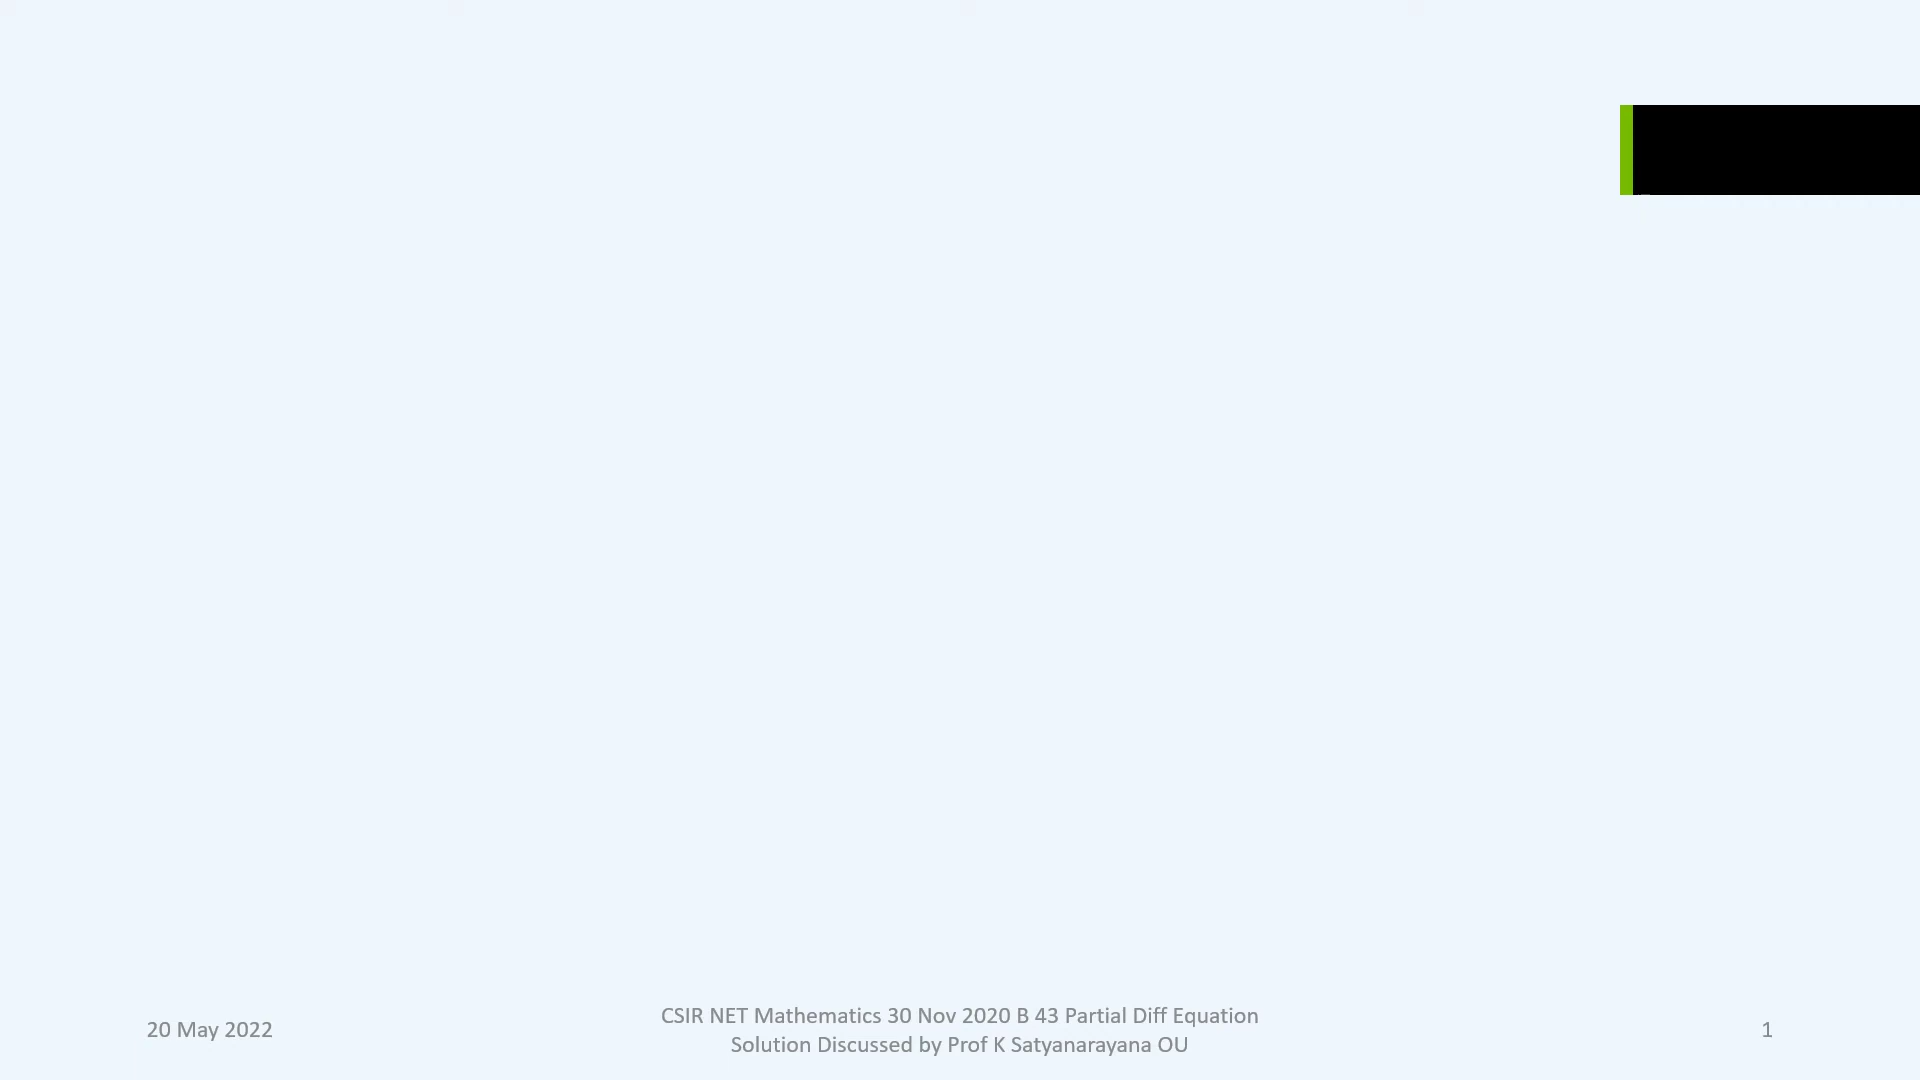 20 May 2022
CSIR NET Mathematics 30 Nov 2020 B 43 Partial Diff Equation
Solution Discussed by Prof K Satyanarayana OU
1